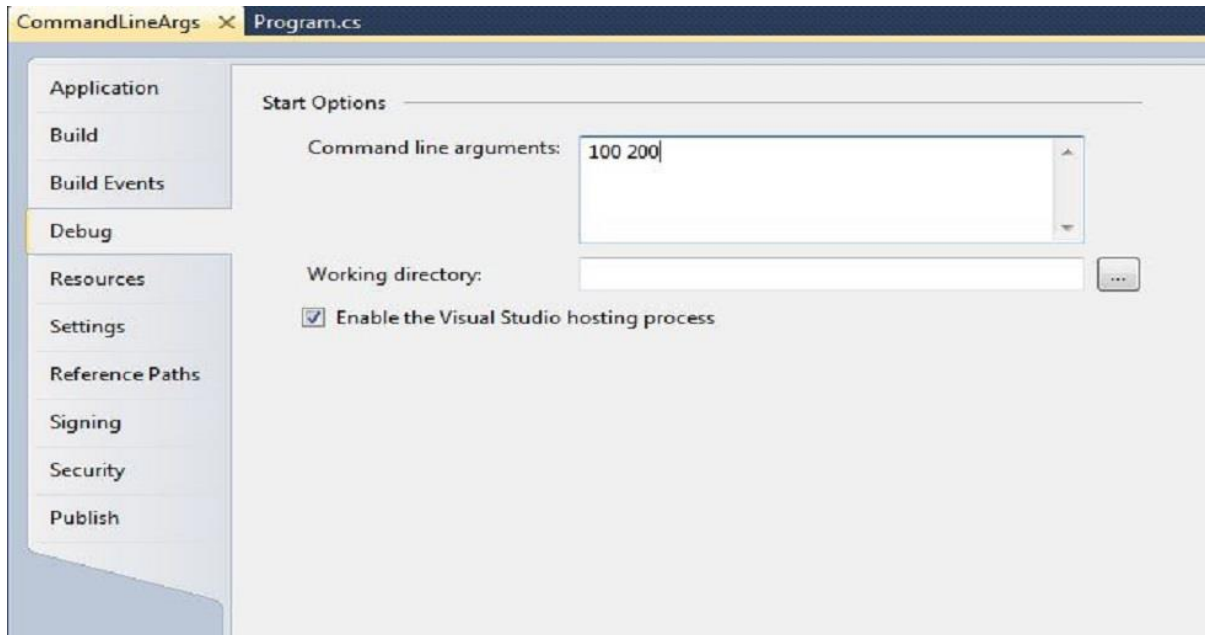 CommandLineArgs Program.cs
Application
Build
Build Events
Debug
Resources
Settings
Reference Paths
Signing
Security
Publish
Start Options
Command line arguments: 100 200
Working directory: ...
Enable the Visual Studio hosting process